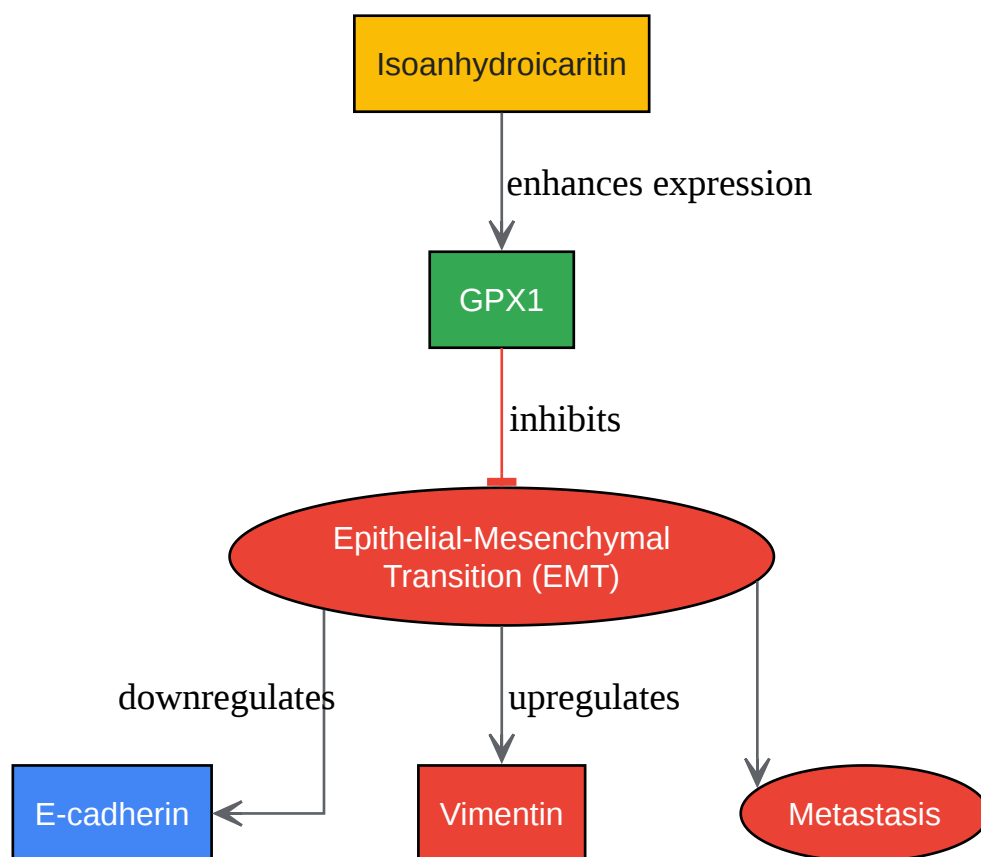 Isoanhydroicaritin
enhances expression
GPX1
inhibits
Epithelial-Mesenchymal
Transition (EMT)
downregulates
upregulates
E-cadherin
Vimentin
Metastasis